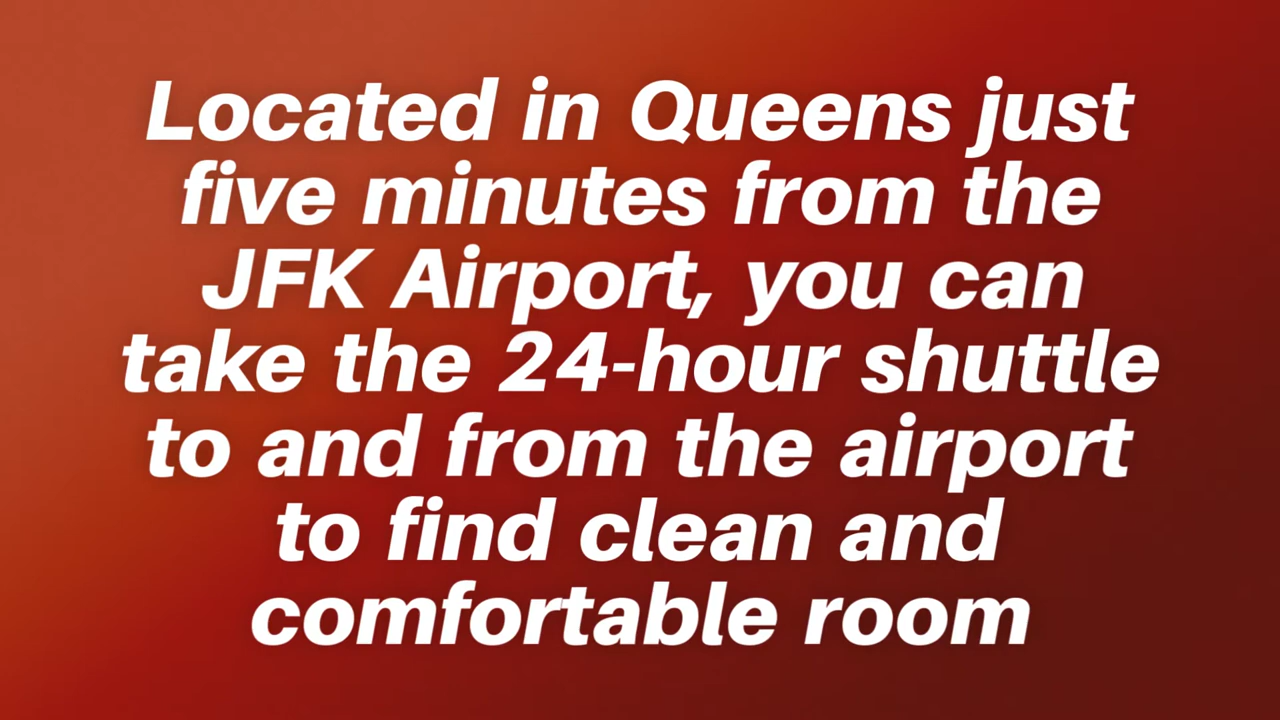 Located in Queens just
five minutes from the
JFK Airport, you can
take the 24-hour shuttle
to and from the airport
to find clean and
comfortable room